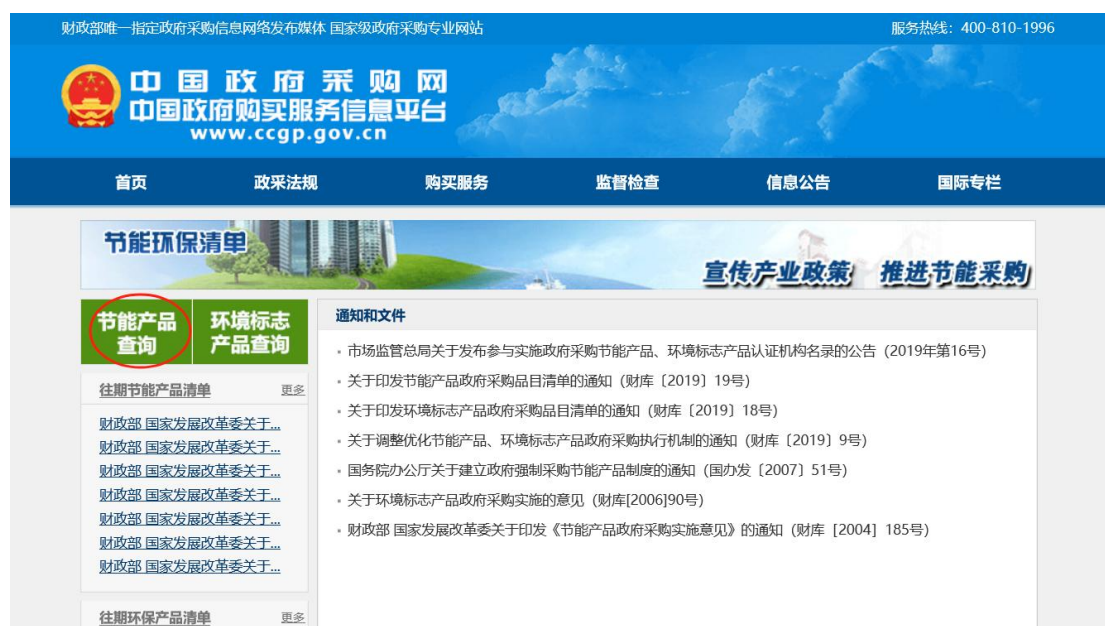 财政部唯一指定政府采购信息网络发布媒体 国家级政府采购专业网站
服务热线：400-810-1996
中国政府采购网
中国政府购买服务信息平台
www.ccgp.gov.cn
首页 政采法规 购买服务 监督检查 信息公告 国际专栏
节能环保清单
宣传产业政策 推进节能采购
节能产品
查询
环境标志
产品查询
往期节能产品清单 更多
财政部 国家发展改革委关于...
财政部 国家发展改革委关于...
财政部 国家发展改革委关于...
财政部 国家发展改革委关于...
财政部 国家发展改革委关于...
财政部 国家发展改革委关于...
财政部 国家发展改革委关于...
往期环保产品清单 更多
通知和文件
· 市场监管总局关于发布参与实施政府采购节能产品、环境标志产品认证机构名录的公告（2019年第16号）
· 关于印发节能产品政府采购品目清单的通知（财库〔2019〕19号）
· 关于印发环境标志产品政府采购品目清单的通知（财库〔2019〕18号）
· 关于调整优化节能产品、环境标志产品政府采购执行机制的通知（财库〔2019〕9号）
· 国务院办公厅关于建立政府强制采购节能产品制度的通知（国办发〔2007〕51号）
· 关于环境标志产品政府采购实施的意见（财库[2006]90号）
· 财政部 国家发展改革委关于印发《节能产品政府采购实施意见》的通知（财库［2004］185号）